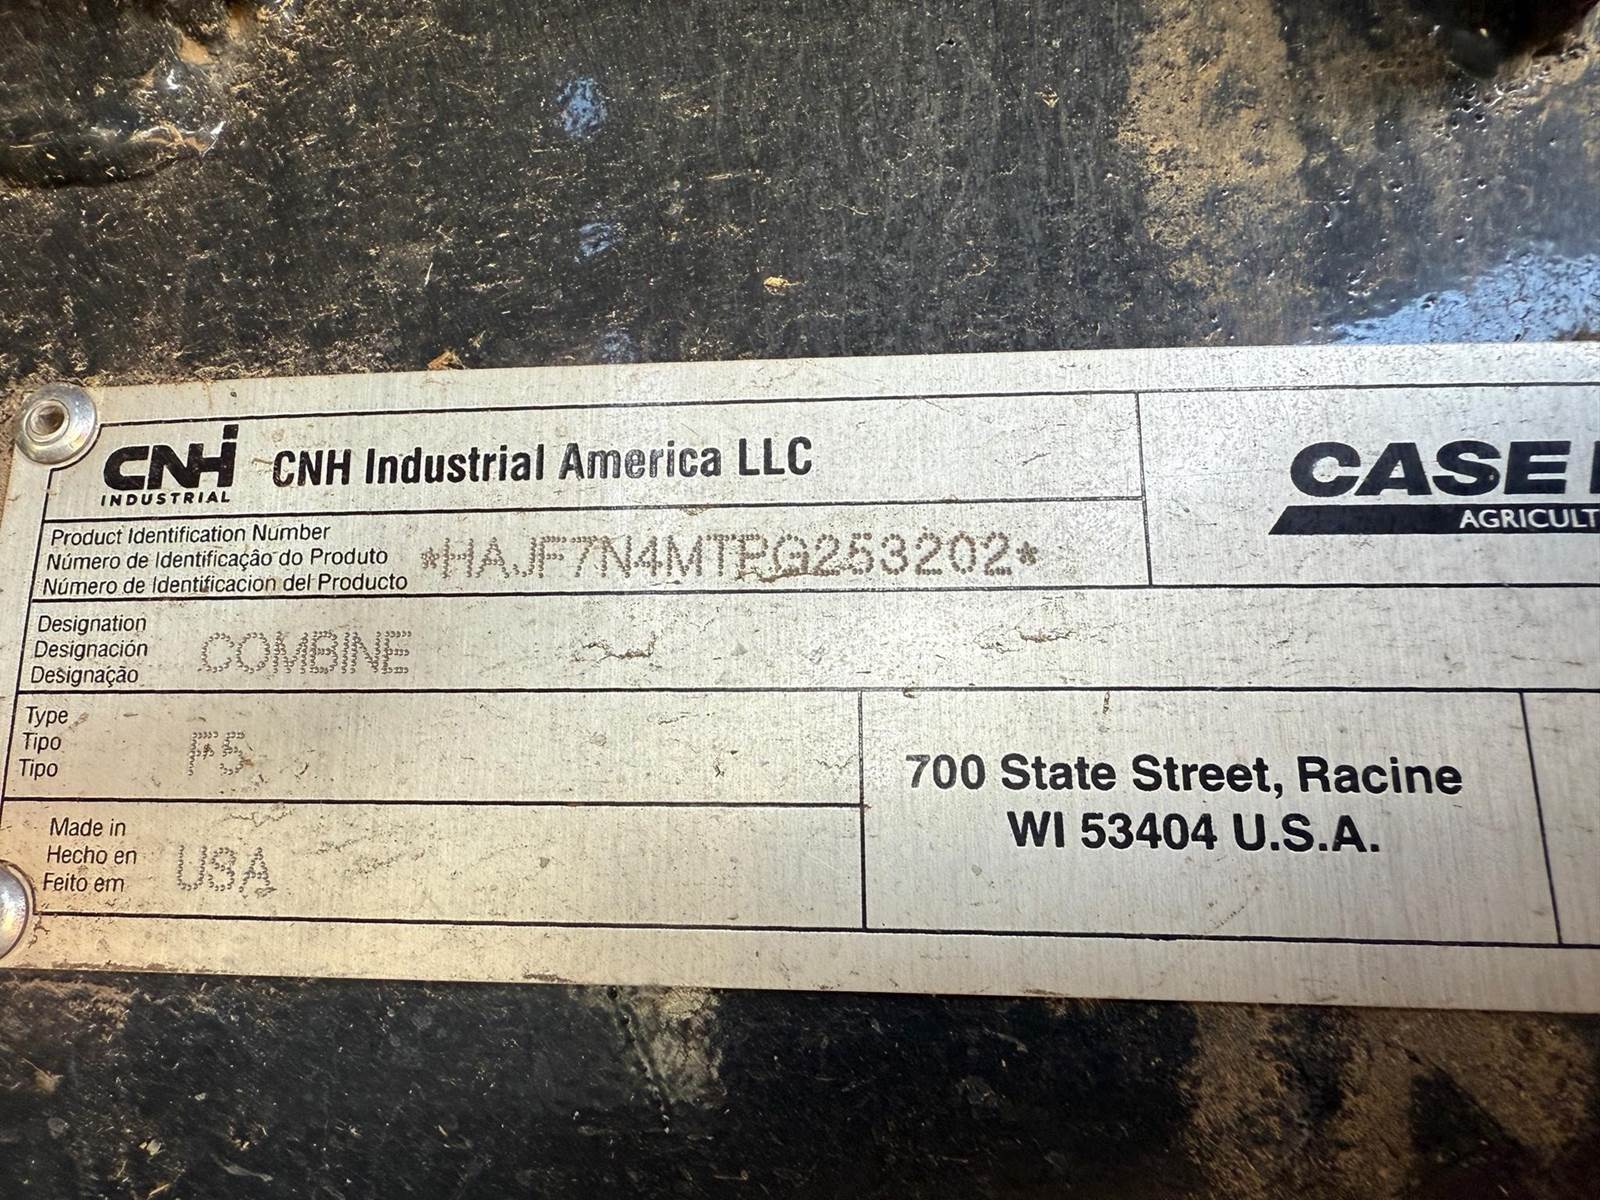 CNH INDUSTRIAL CNH Industrial America LLC
CASE
AGRICULT
Product Identification Number
Número de Identificação do Produto *HAJF7N4MTRG253202*
Número de Identificacion del Producto
Designation
Designación COMBINE
Designação
Type
Tipo F5
Tipo
700 State Street, Racine
WI 53404 U.S.A.
Made in
Hecho en USA
Feito em